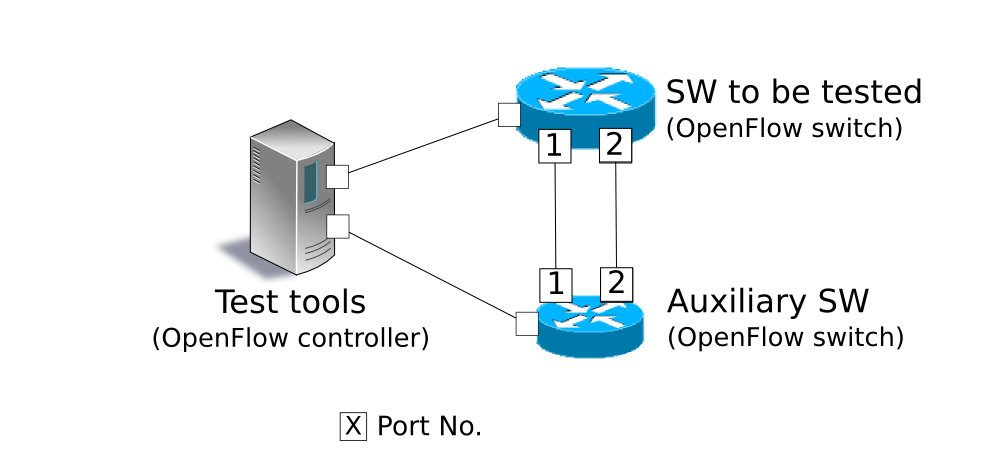 SW to be tested
(OpenFlow switch)
1 2
1 2
Test tools
(OpenFlow controller)
Auxiliary SW
(OpenFlow switch)
X Port No.